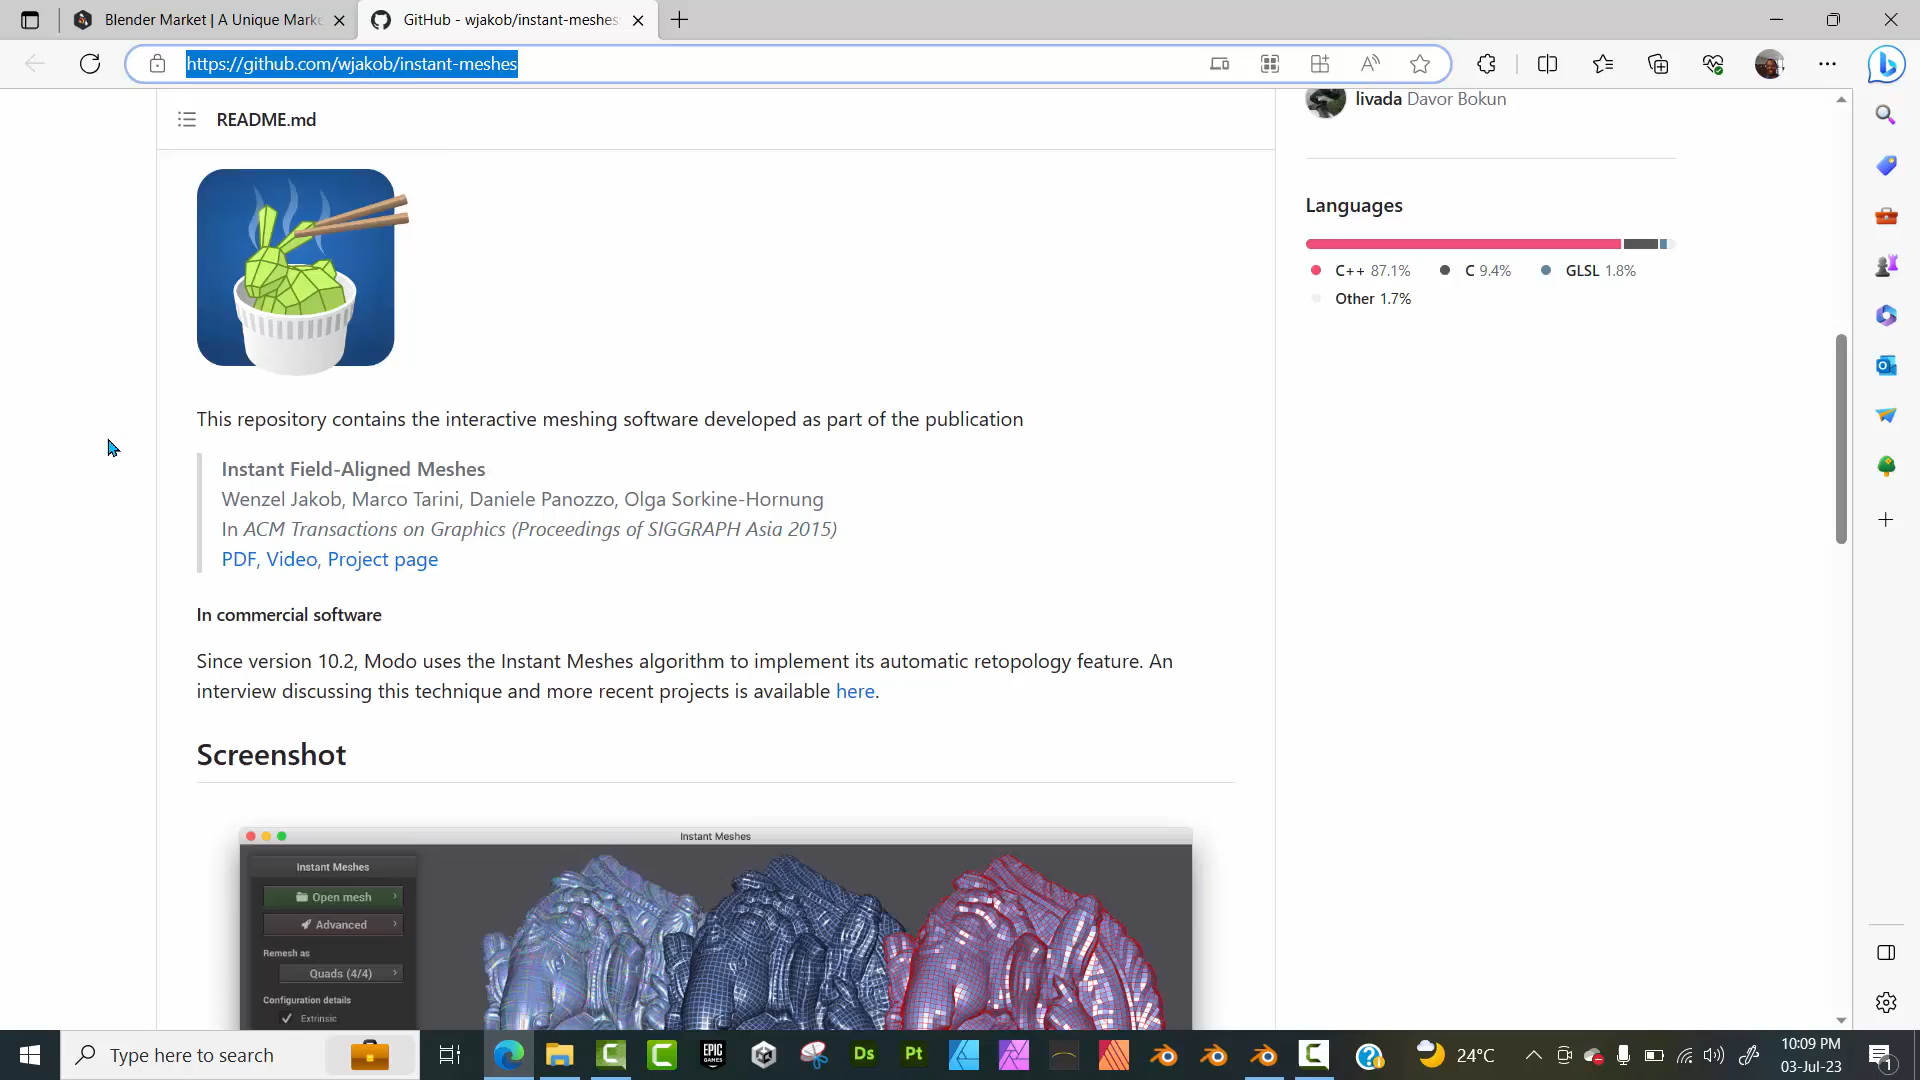 Blender Market | A Unique Marke
GitHub - wjakob/instant-meshes:
https://github.com/wjakob/instant-meshes
README.md
livada Davor Bokun
Languages
C++ 87.1%
C 9.4%
GLSL 1.8%
Other 1.7%
This repository contains the interactive meshing software developed as part of the publication
Instant Field-Aligned Meshes
Wenzel Jakob, Marco Tarini, Daniele Panozzo, Olga Sorkine-Hornung
In ACM Transactions on Graphics (Proceedings of SIGGRAPH Asia 2015)
PDF, Video, Project page
In commercial software
Since version 10.2, Modo uses the Instant Meshes algorithm to implement its automatic retopology feature. An
interview discussing this technique and more recent projects is available here.
Screenshot
Instant Meshes
Instant Meshes
Open mesh
Advanced
Remesh as
Quads (4/4)
Configuration details
Extrinsic
Type here to search
EPIC
GAMES
Ds
Pt
24°C
10:09 PM
03-Jul-23
1